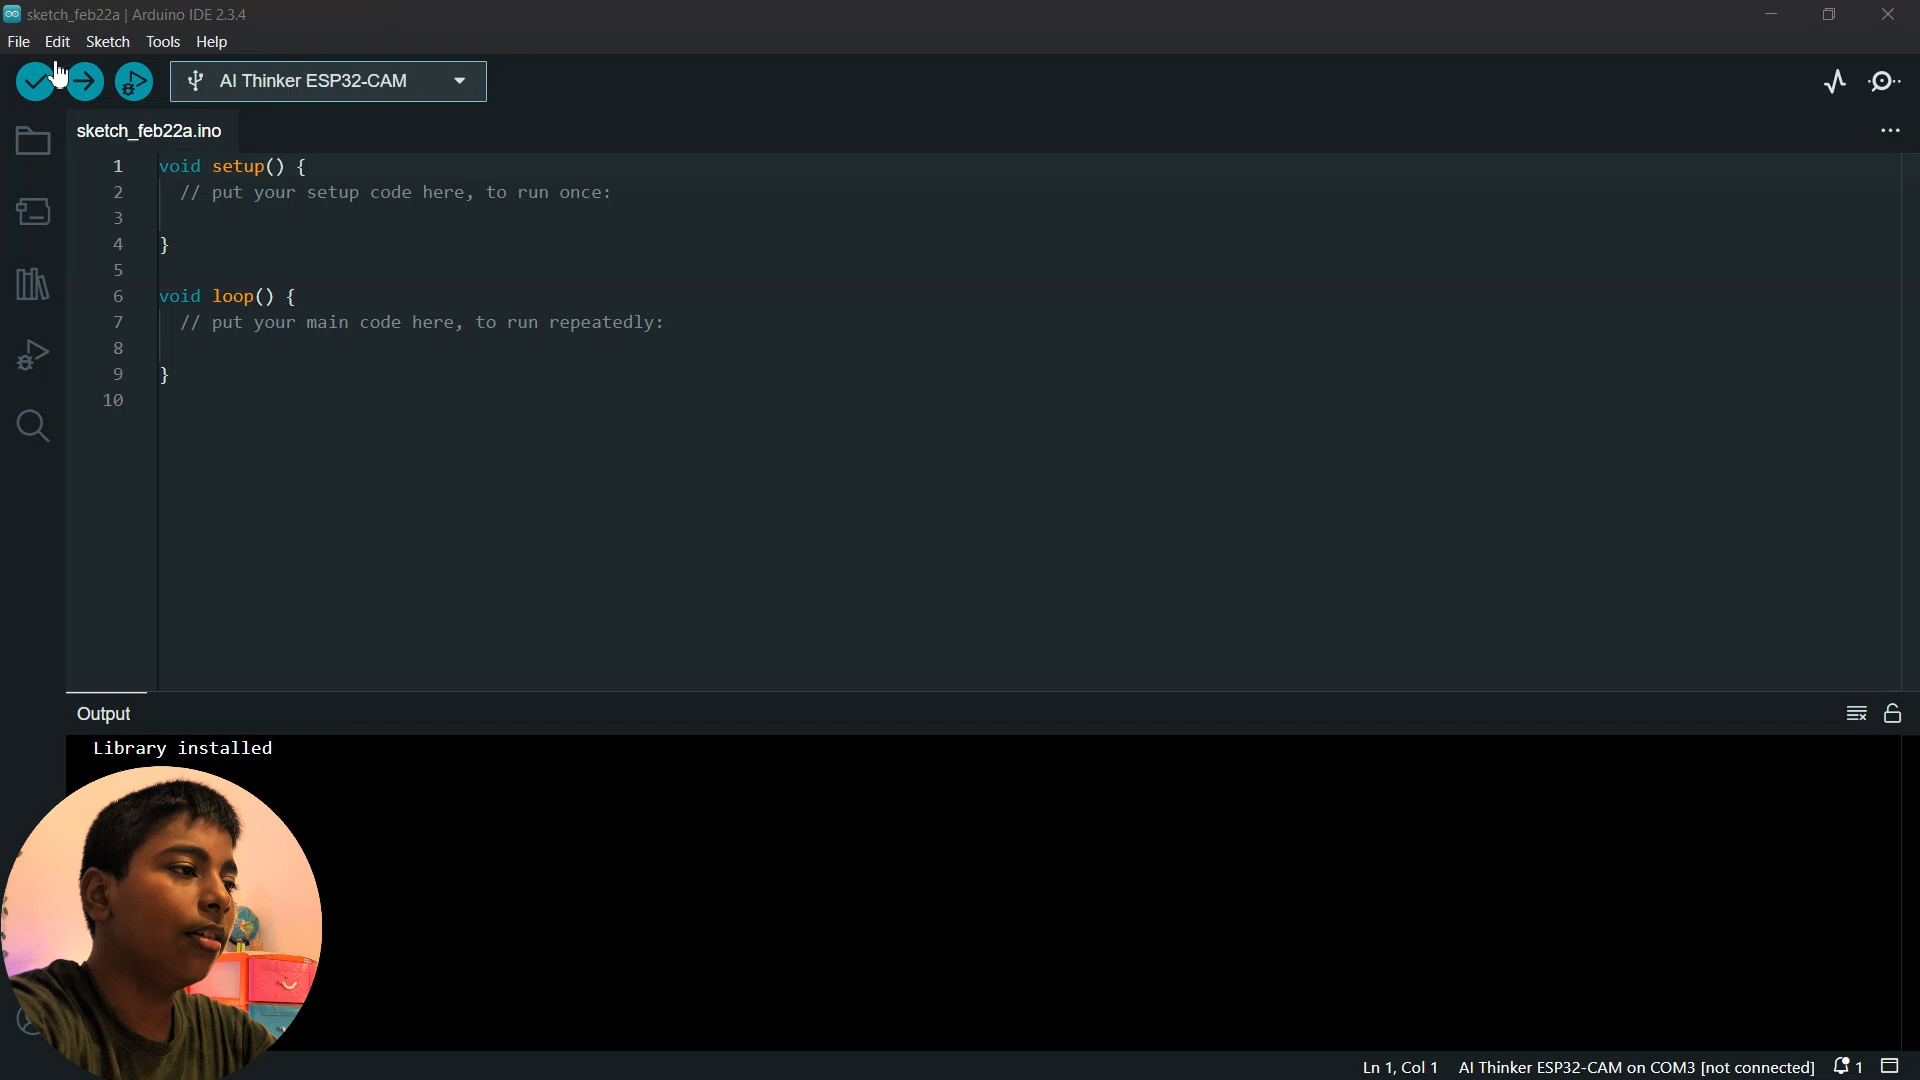 sketch_feb22a | Arduino IDE 2.3.4
File Edit Sketch Tools Help
AI Thinker ESP32-CAM
sketch_feb22a.ino
1 void setup() {
2 // put your setup code here, to run once:
3
4 }
5
6 void loop() {
7 // put your main code here, to run repeatedly:
8
9 }
10
Output
Library installed
Ln 1, Col 1 AI Thinker ESP32-CAM on COM3 [not connected] 1